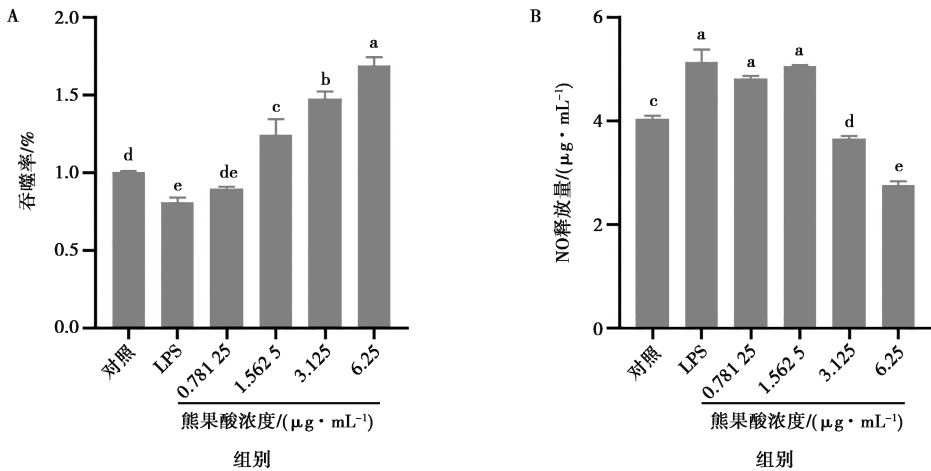 A
吞噬率/%
2.0
1.5
1.0
0.5
0.0
d
e
de
c
b
a
对照
LPS
0.781 25
1.562 5
3.125
6.25
熊果酸浓度/(μg·mL⁻¹)
组别
B
NO释放量/(μg·mL⁻¹)
6
4
2
0
c
a
a
a
d
e
对照
LPS
0.781 25
1.562 5
3.125
6.25
熊果酸浓度/(μg·mL⁻¹)
组别